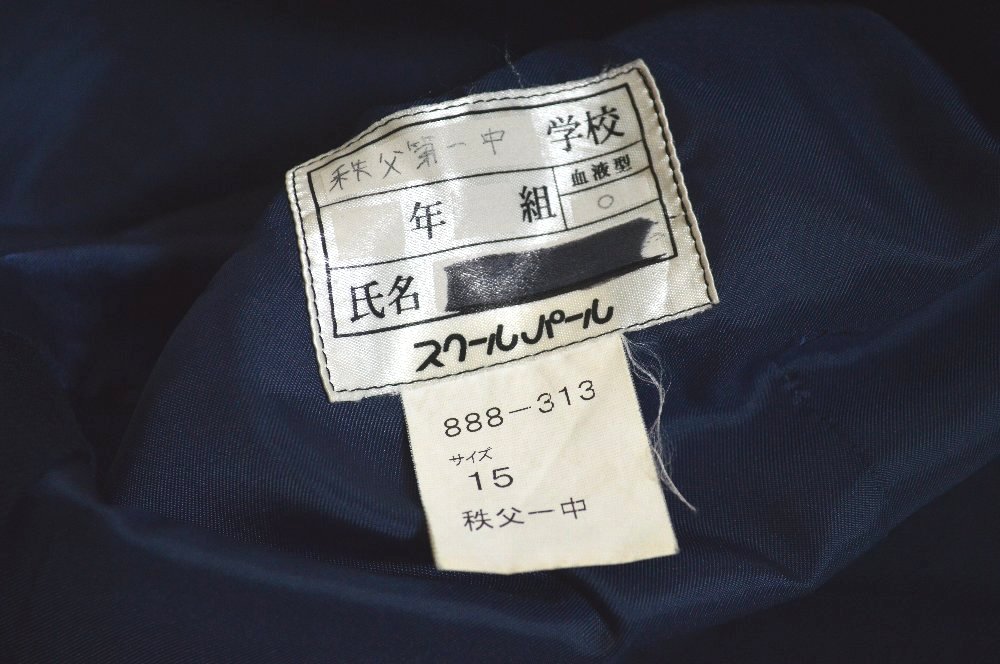 秩父第一中 学校
血液型
年 組 O
氏名
スクールパール
888-313
サイズ
15
秩父一中